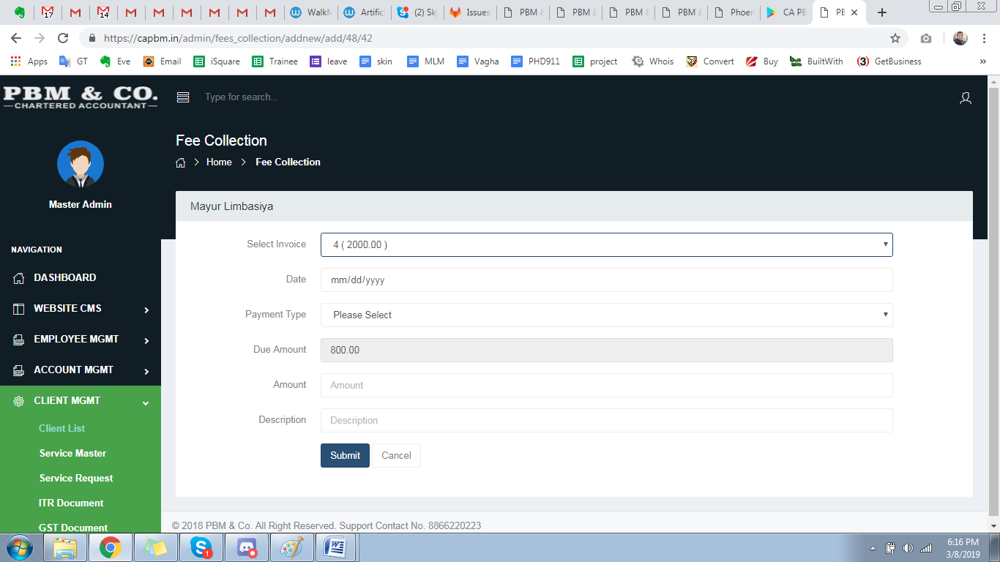 17
14
WalkM
Artific
(2) Sky
Issues
PBM &
PBM &
PBM &
PBM &
Phoen
CA PB
PB
https://capbm.in/admin/fees_collection/addnew/add/48/42
Apps
GT
Eve
Email
iSquare
Trainee
leave
skin
MLM
Vagha
PHD911
project
Whois
Convert
Buy
BuiltWith
GetBusiness
PBM & CO.
CHARTERED ACCOUNTANT
Type for search...
Fee Collection
Home
Fee Collection
Master Admin
Mayur Limbasiya
Select Invoice
4 ( 2000.00 )
Date
mm/dd/yyyy
Payment Type
Please Select
Due Amount
800.00
Amount
Amount
Description
Description
Submit
Cancel
NAVIGATION
DASHBOARD
WEBSITE CMS
EMPLOYEE MGMT
ACCOUNT MGMT
CLIENT MGMT
Client List
Service Master
Service Request
ITR Document
GST Document
© 2018 PBM & Co. All Right Reserved. Support Contact No. 8866220223
1
6:16 PM
3/8/2019